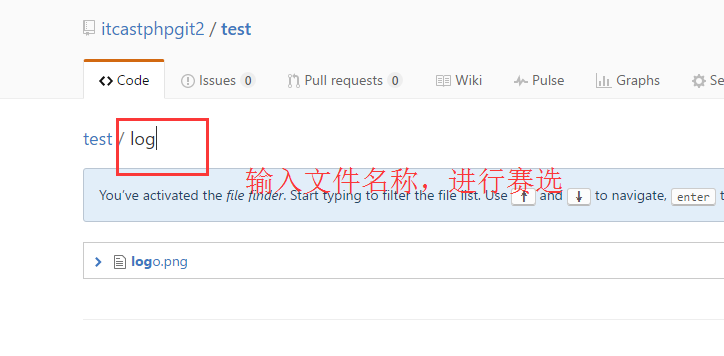 itcastphpgit2 / test
Code Issues 0 Pull requests 0 Wiki Pulse Graphs Se
test / log
输入文件名称，进行赛选
You've activated the file finder. Start typing to filter the file list. Use ↑ and ↓ to navigate, enter t
logo.png